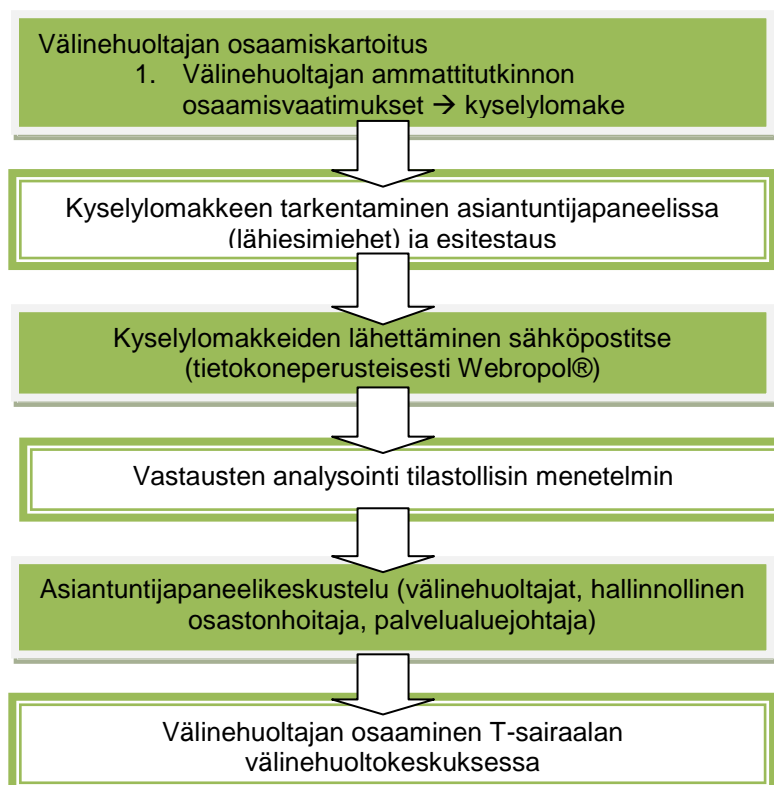 Välinehuoltajan osaamiskartoitus
1. Välinehuoltajan ammattitutkinnon
osaamisvaatimukset → kyselylomake
Kyselylomakkeen tarkentaminen asiantuntijapaneelissa
(lähiesimiehet) ja esitestaus
Kyselylomakkeiden lähettäminen sähköpostitse
(tietokoneperusteisesti Webropol®)
Vastausten analysointi tilastollisin menetelmin
Asiantuntijapaneelikeskustelu (välinehuoltajat, hallinnollinen
osastonhoitaja, palvelualuejohtaja)
Välinehuoltajan osaaminen T-sairaalan
välinehuoltokeskuksessa